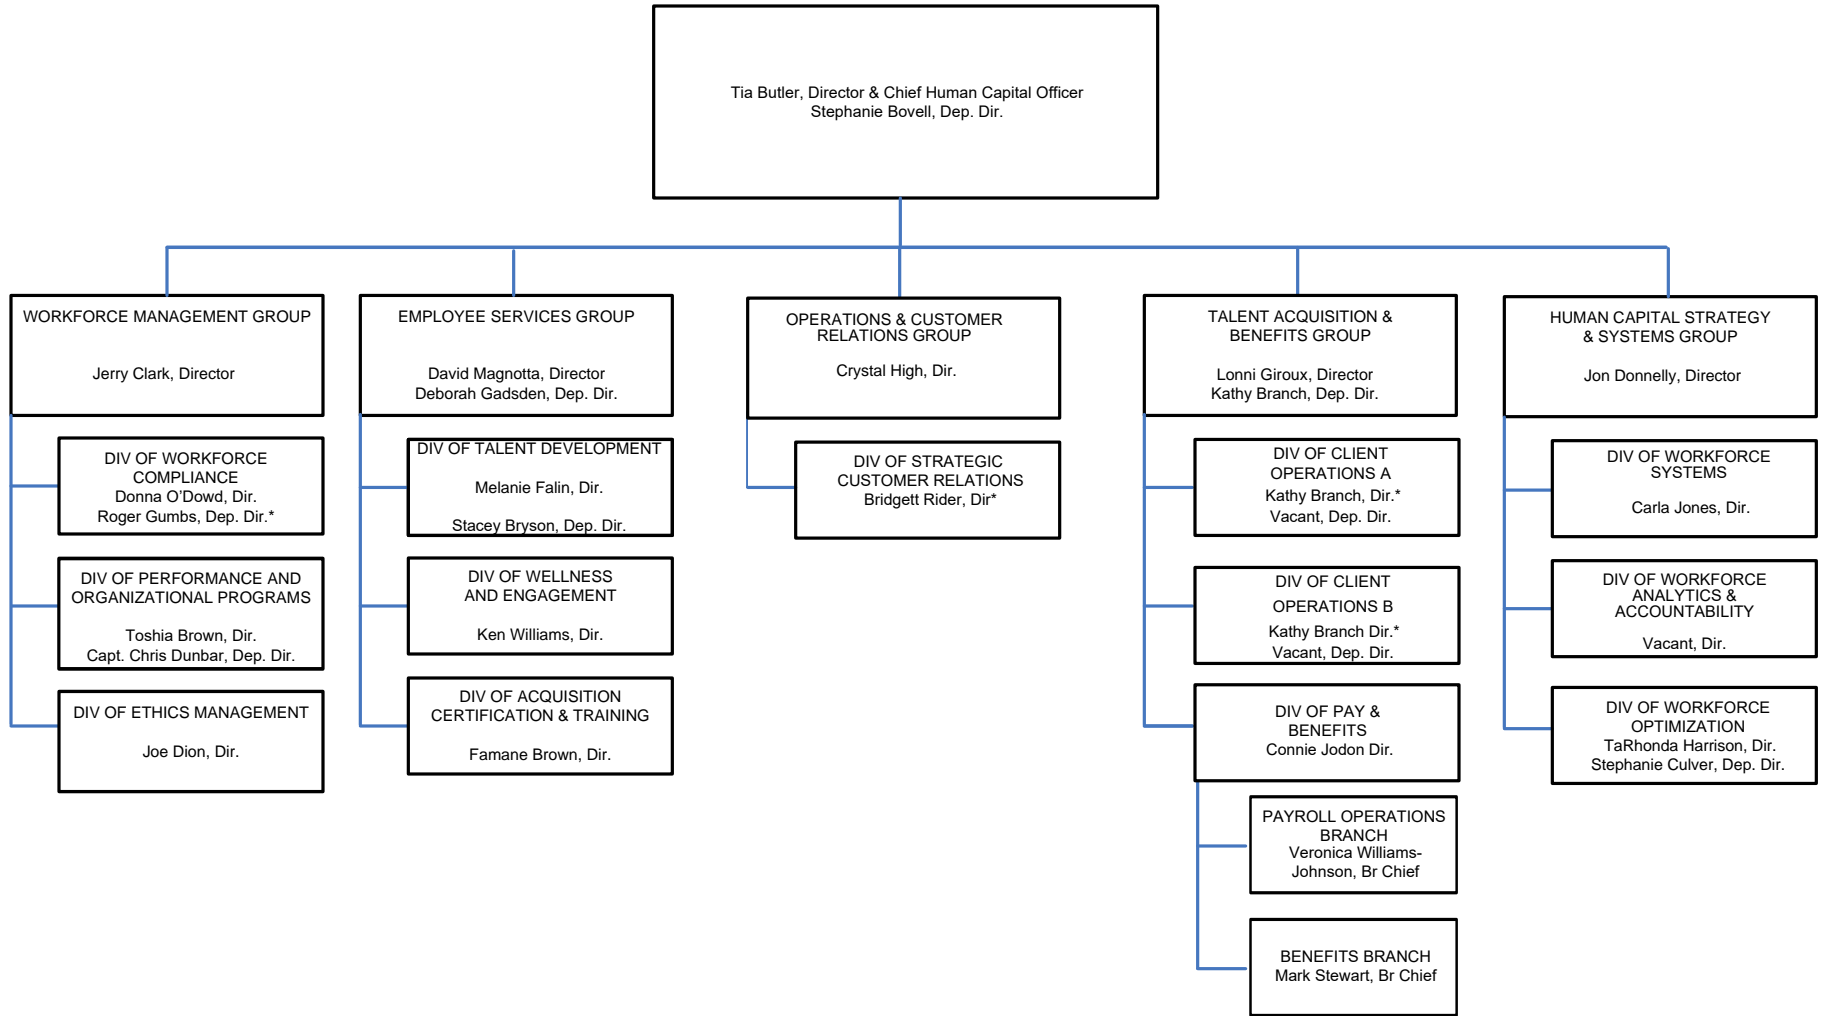 Tia Butler, Director & Chief Human Capital Officer
Stephanie Bovell, Dep. Dir.
WORKFORCE MANAGEMENT GROUP
Jerry Clark, Director
DIV OF WORKFORCE
COMPLIANCE
Donna O’Dowd, Dir.
Roger Gumbs, Dep. Dir.*
DIV OF PERFORMANCE AND
ORGANIZATIONAL PROGRAMS
Toshia Brown, Dir.
Capt. Chris Dunbar, Dep. Dir.
DIV OF ETHICS MANAGEMENT
Joe Dion, Dir.
EMPLOYEE SERVICES GROUP
David Magnotta, Director
Deborah Gadsden, Dep. Dir.
DIV OF TALENT DEVELOPMENT
Melanie Falin, Dir.
Stacey Bryson, Dep. Dir.
DIV OF WELLNESS
AND ENGAGEMENT
Ken Williams, Dir.
DIV OF ACQUISITION
CERTIFICATION & TRAINING
Famane Brown, Dir.
OPERATIONS & CUSTOMER
RELATIONS GROUP
Crystal High, Dir.
DIV OF STRATEGIC
CUSTOMER RELATIONS
Bridgett Rider, Dir*
TALENT ACQUISITION &
BENEFITS GROUP
Lonni Giroux, Director
Kathy Branch, Dep. Dir.
DIV OF CLIENT
OPERATIONS A
Kathy Branch, Dir.*
Vacant, Dep. Dir.
DIV OF CLIENT
OPERATIONS B
Kathy Branch Dir.*
Vacant, Dep. Dir.
DIV OF PAY &
BENEFITS
Connie Jodon Dir.
PAYROLL OPERATIONS
BRANCH
Veronica Williams-
Johnson, Br Chief
BENEFITS BRANCH
Mark Stewart, Br Chief
HUMAN CAPITAL STRATEGY
& SYSTEMS GROUP
Jon Donnelly, Director
DIV OF WORKFORCE
SYSTEMS
Carla Jones, Dir.
DIV OF WORKFORCE
ANALYTICS &
ACCOUNTABILITY
Vacant, Dir.
DIV OF WORKFORCE
OPTIMIZATION
TaRhonda Harrison, Dir.
Stephanie Culver, Dep. Dir.